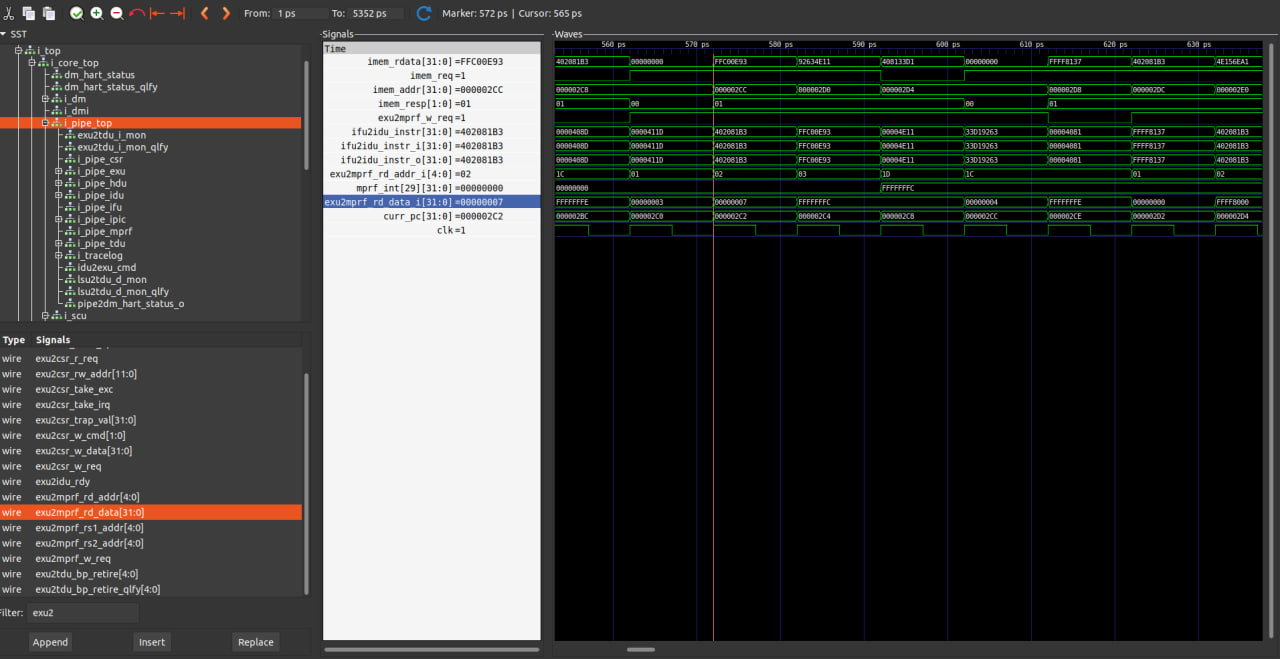 From: 1 ps To: 5352 ps Marker: 572 ps | Cursor: 565 ps
SST
i_top
i_core_top
dm_hart_status
dm_hart_status_qlfy
i_dm
i_dmi
i_pipe_top
exu2tdu_i_mon
exu2tdu_i_mon_qlfy
i_pipe_csr
i_pipe_exu
i_pipe_hdu
i_pipe_idu
i_pipe_ifu
i_pipe_ipic
i_pipe_mprf
i_pipe_tdu
i_tracelog
idu2exu_cmd
lsu2tdu_d_mon
lsu2tdu_d_mon_qlfy
pipe2dm_hart_status_o
i_scu
Type Signals
wire exu2csr_r_req
wire exu2csr_rw_addr[11:0]
wire exu2csr_take_exc
wire exu2csr_take_irq
wire exu2csr_trap_val[31:0]
wire exu2csr_w_cmd[1:0]
wire exu2csr_w_data[31:0]
wire exu2csr_w_req
wire exu2idu_rdy
wire exu2mprf_rd_addr[4:0]
wire exu2mprf_rd_data[31:0]
wire exu2mprf_rs1_addr[4:0]
wire exu2mprf_rs2_addr[4:0]
wire exu2mprf_w_req
wire exu2tdu_bp_retire[4:0]
wire exu2tdu_bp_retire_qlfy[4:0]
Filter: exu2
Append Insert Replace
Signals
Time
imem_rdata[31:0] =FFC00E93
imem_req =1
imem_addr[31:0] =000002CC
imem_resp[1:0] =01
exu2mprf_w_req =1
ifu2idu_instr[31:0] =402081B3
ifu2idu_instr_i[31:0] =402081B3
ifu2idu_instr_o[31:0] =402081B3
exu2mprf_rd_addr_i[4:0] =02
mprf_int[29][31:0] =00000000
exu2mprf_rd_data_i[31:0] =00000007
curr_pc[31:0] =000002C2
clk =1
Waves
560 ps 570 ps 580 ps 590 ps 600 ps 610 ps 620 ps 630 ps
402081B3 00000000 FFC00E93 92634E11 408133D1 00000000 FFFF8137 402081B3 4E156EA1
000002C8 000002CC 000002D0 000002D4 000002D8 000002DC 000002E0
01 00 01 00 01
0000408D 0000411D 402081B3 FFC00E93 00004E11 33D19263 00004081 FFFF8137 402081B3
0000408D 0000411D 402081B3 FFC00E93 00004E11 33D19263 00004081 FFFF8137 402081B3
0000408D 0000411D 402081B3 FFC00E93 00004E11 33D19263 00004081 FFFF8137 402081B3
1C 01 02 03 1D 1C 01 02
00000000 FFFFFFFC
FFFFFFFE 00000003 00000007 FFFFFFFC 00000004 FFFFFFFE 00000000 FFFF8000
000002BC 000002C0 000002C2 000002C4 000002C8 000002CC 000002CE 000002D2 000002D4